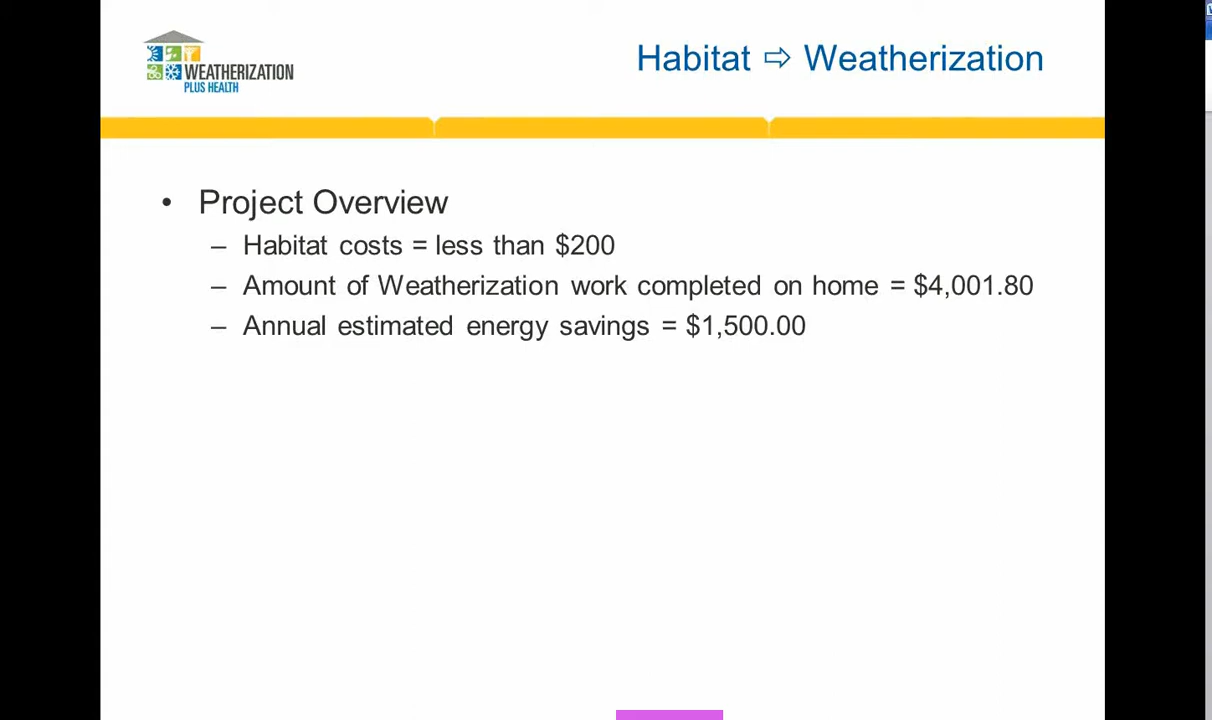 WEATHERIZATION
PLUS HEALTH
Habitat ⇨ Weatherization
• Project Overview
– Habitat costs = less than $200
– Amount of Weatherization work completed on home = $4,001.80
– Annual estimated energy savings = $1,500.00